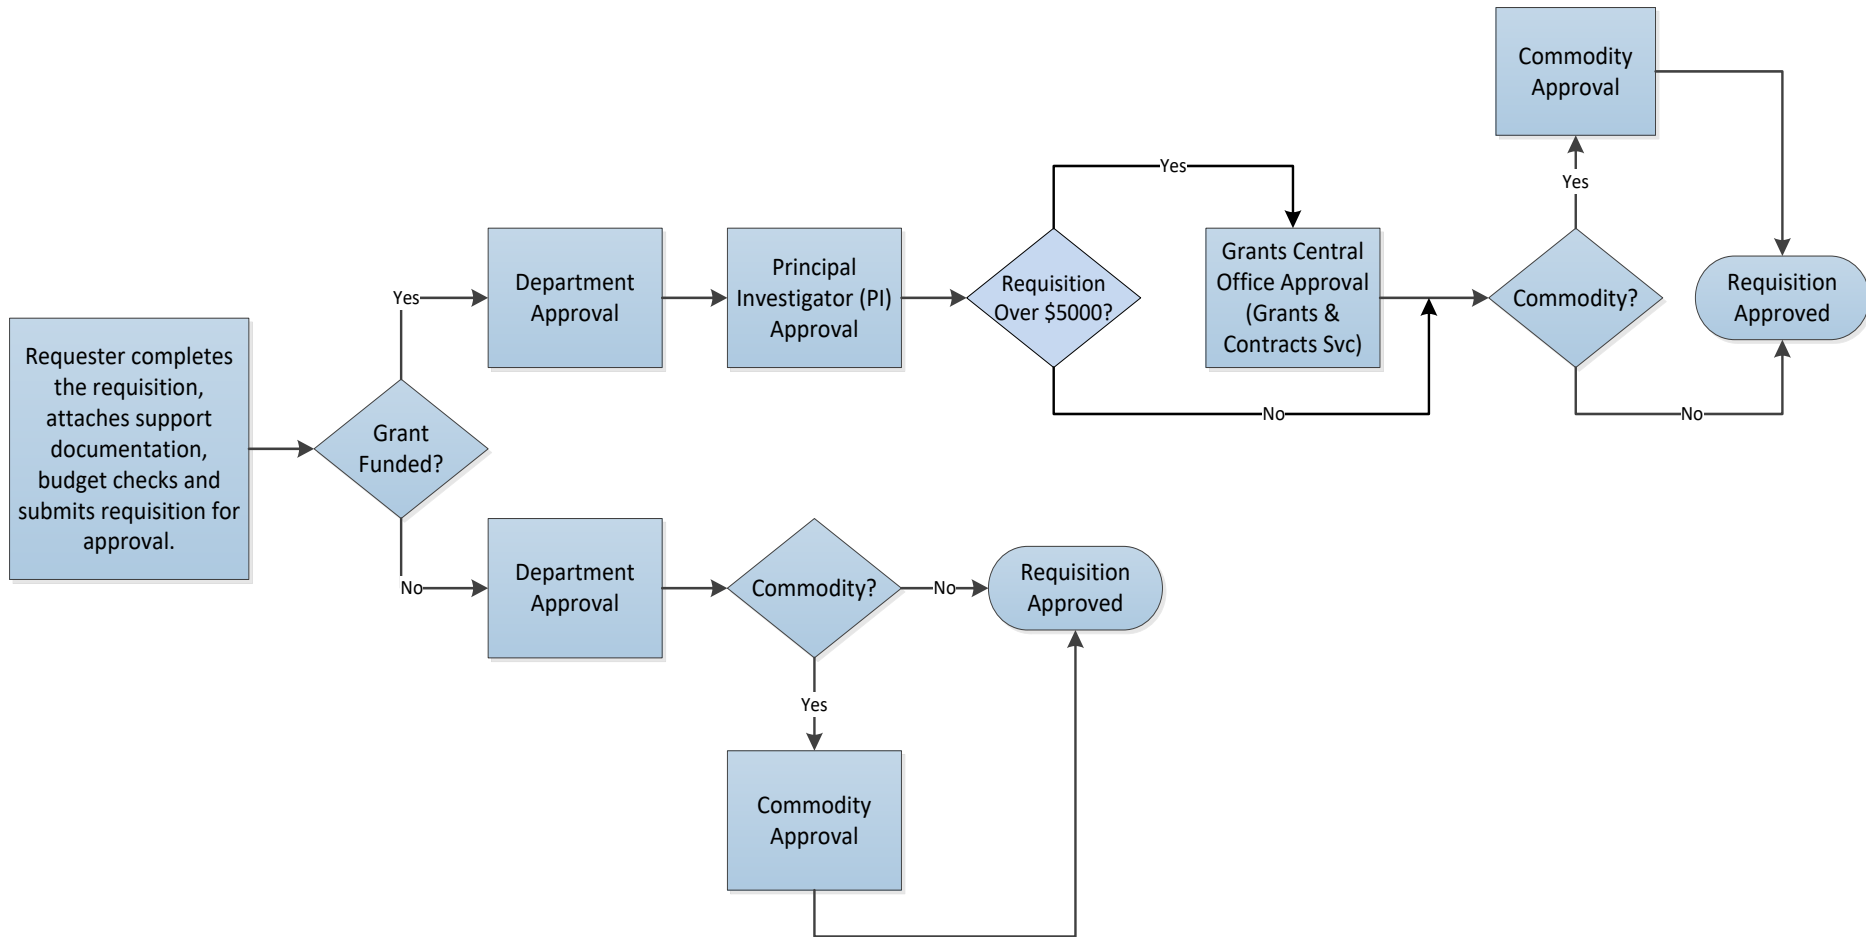 Requester completes
the requisition,
attaches support
documentation,
budget checks and
submits requisition for
approval.
Grant
Funded?
Yes
Department
Approval
Principal
Investigator (PI)
Approval
Requisition
Over $5000?
Yes
Grants Central
Office Approval
(Grants &
Contracts Svc)
No
Commodity?
Yes
Commodity
Approval
No
Requisition
Approved
No
Department
Approval
Commodity?
No
Requisition
Approved
Yes
Commodity
Approval